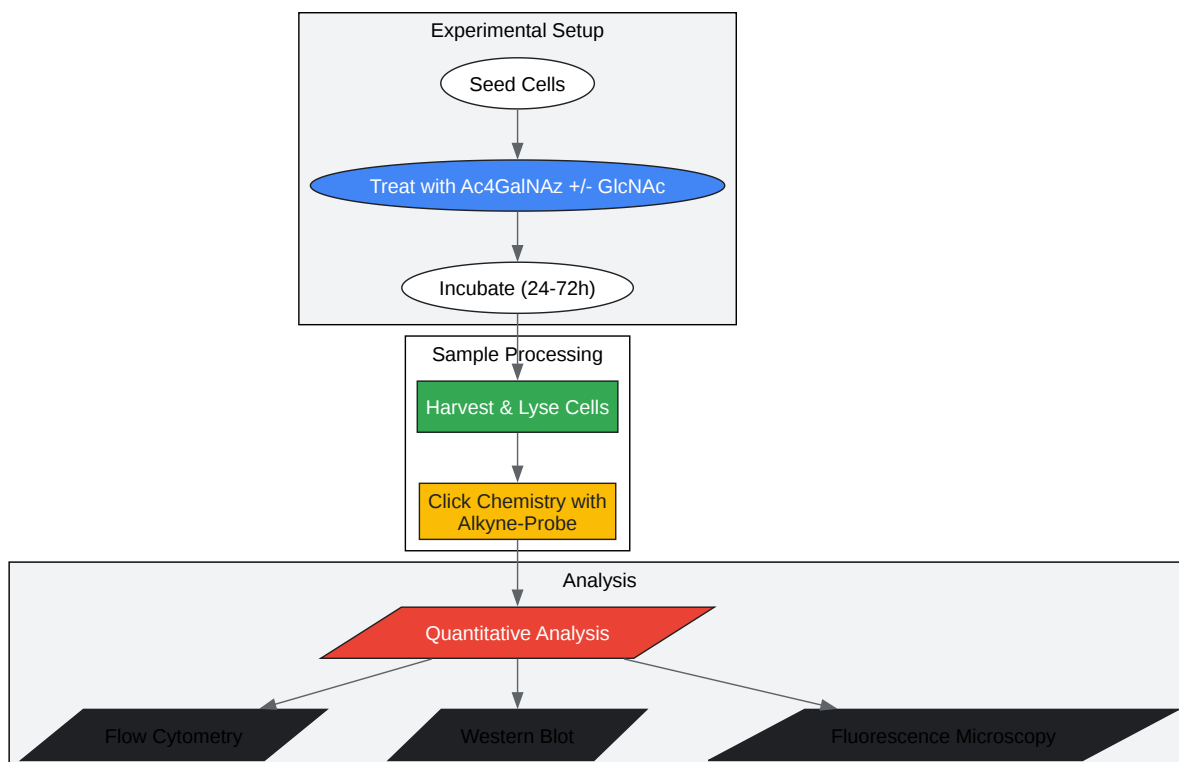 Experimental Setup
Seed Cells
Treat with Ac4GalNAz +/- GlcNAc
Incubate (24-72h)
Sample Processing
Harvest & Lyse Cells
Click Chemistry with
Alkyne-Probe
Analysis
Quantitative Analysis
Flow Cytometry
Western Blot
Fluorescence Microscopy